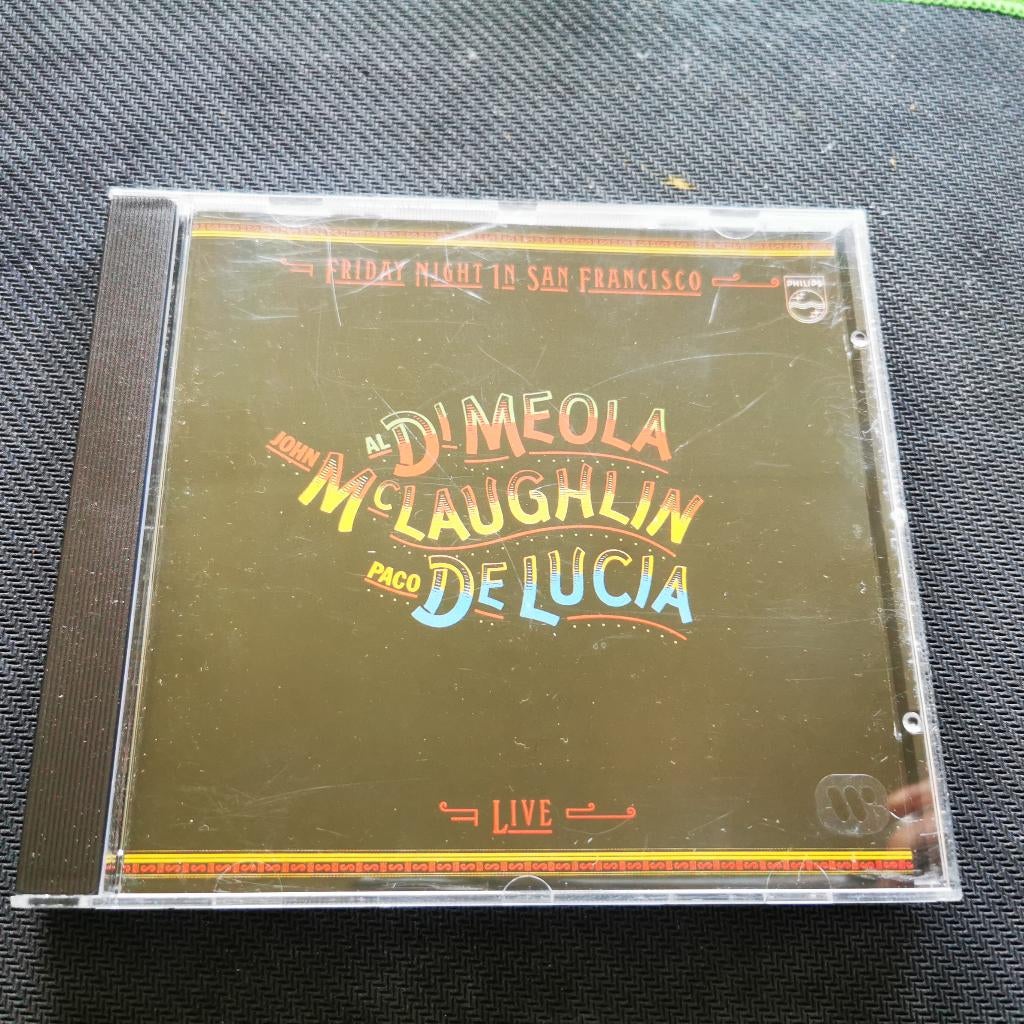 FRIDAY NIGHT IN SAN FRANCISCO
PHILIPS
AL DI MEOLA
JOHN MCLAUGHLIN
PACO DE LUCIA
LIVE